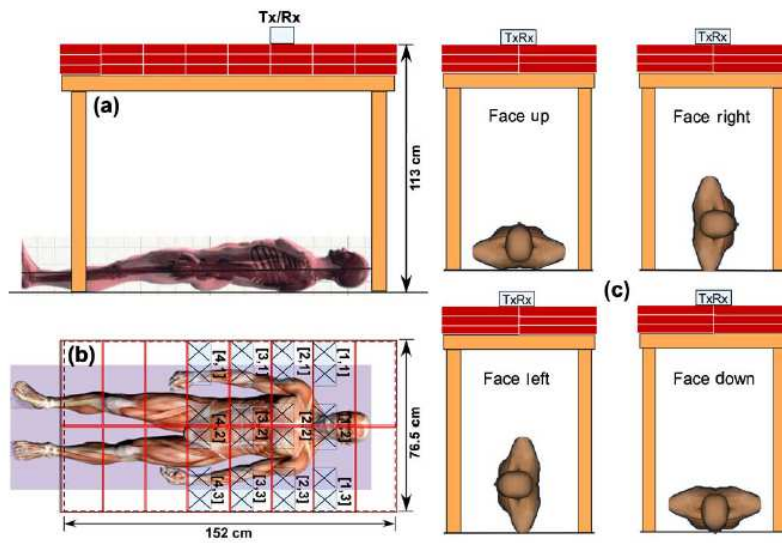 Tx/Rx
(a)
113 cm
TxRx
Face up
TxRx
Face right
(b)
[4,1]
[3,1]
[2,1]
[1,1]
[4,2]
[3,2]
[2,2]
[1,2]
[4,3]
[3,3]
[2,3]
[1,3]
76.5 cm
152 cm
(c)
TxRx
Face left
TxRx
Face down